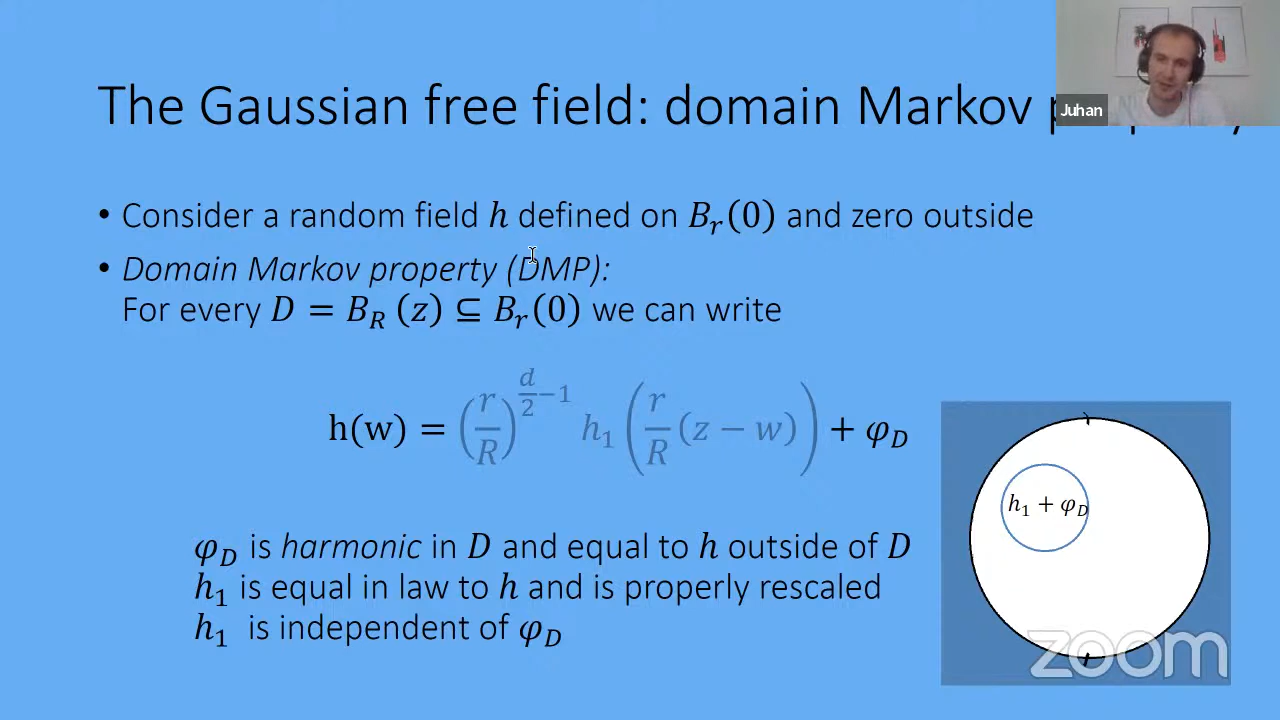 The Gaussian free field: domain Markov
Juhan
• Consider a random field h defined on B_r(0) and zero outside
• Domain Markov property (DMP):
For every D = B_R (z) ⊆ B_r(0) we can write
h(w) = (r/R)^{d/2−1} h_1 (r/R (z − w)) + φ_D
h_1 + φ_D
φ_D is harmonic in D and equal to h outside of D
h_1 is equal in law to h and is properly rescaled
h_1 is independent of φ_D
zoom